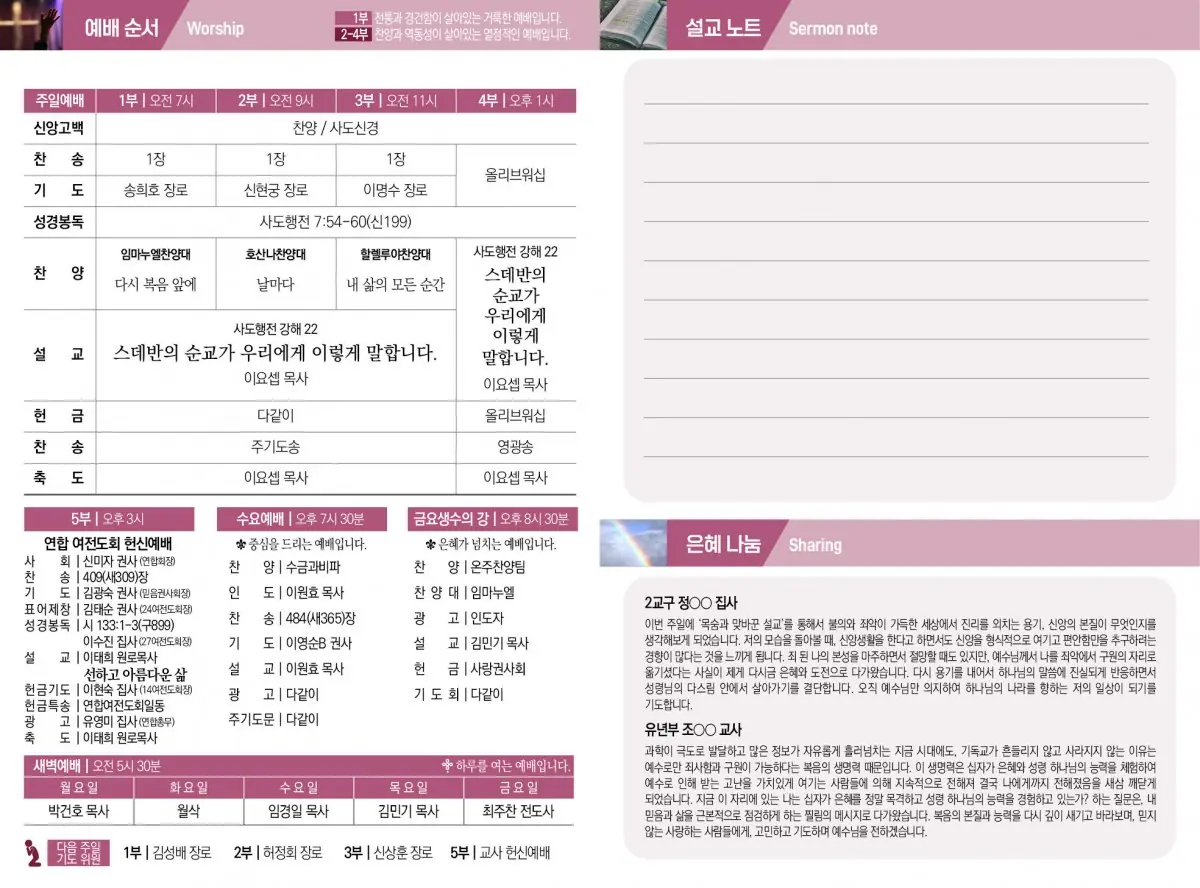 예배 순서 Worship
1부 전통과 경건함이 살아있는 거룩한 예배입니다.
2-4부 찬양과 역동성이 살아있는 열정적인 예배입니다.
주일예배 1부 | 오전 7시 2부 | 오전 9시 3부 | 오전 11시 4부 | 오후 1시
신앙고백 찬양 / 사도신경
찬 송 1장 1장 1장
올리브워십
기 도 송희호 장로 신현궁 장로 이명수 장로
성경봉독 사도행전 7:54-60(신199)
찬 양
임마누엘찬양대 호산나찬양대 할렐루야찬양대
다시 복음 앞에 날마다 내 삶의 모든 순간
사도행전 강해 22
스데반의
순교가
우리에게
이렇게
말합니다.
이요셉 목사
설 교
사도행전 강해 22
스데반의 순교가 우리에게 이렇게 말합니다.
이요셉 목사
헌 금 다같이 올리브워십
찬 송 주기도송 영광송
축 도 이요셉 목사 이요셉 목사
5부 | 오후 3시
연합 여전도회 헌신예배
사 회 | 신미자 권사 (연합회장)
찬 송 | 409(새309)장
기 도 | 김광숙 권사 (믿음권사회장)
표어제창 | 김태순 권사 (24여전도회장)
성경봉독 | 시 133:1-3(구899)
이수진 집사 (27여전도회장)
설 교 | 이태희 원로목사
선하고 아름다운 삶
헌금기도 | 이현숙 집사 (14여전도회장)
헌금특송 | 연합여전도회일동
광 고 | 유영미 집사 (연합총무)
축 도 | 이태희 원로목사
수요예배 | 오후 7시 30분
✤ 중심을 드리는 예배입니다.
찬 양 | 수금과비파
인 도 | 이원효 목사
찬 송 | 484(새365)장
기 도 | 이영순B 권사
설 교 | 이원효 목사
광 고 | 다같이
주기도문 | 다같이
금요생수의 강 | 오후 8시 30분
✤ 은혜가 넘치는 예배입니다.
찬 양 | 온주찬양팀
찬 양 대 | 임마누엘
광 고 | 인도자
설 교 | 김민기 목사
헌 금 | 사랑권사회
기 도 회 | 다같이
새벽예배 | 오전 5시 30분 ✤ 하루를 여는 예배입니다.
월요일 화요일 수요일 목요일 금요일
박건호 목사 월삭 임경일 목사 김민기 목사 최주찬 전도사
다음 주일
기도 위원
1부 | 김성배 장로 2부 | 허정회 장로 3부 | 신상훈 장로 5부 | 교사 헌신예배
설교 노트 Sermon note
은혜 나눔 Sharing
2교구 정○○ 집사
이번 주일에 ‘목숨과 맞바꾼 설교’를 통해서 불의와 죄악이 가득한 세상에서 진리를 외치는 용기, 신앙의 본질이 무엇인지를
생각해보게 되었습니다. 저의 모습을 돌아볼 때, 신앙생활을 한다고 하면서도 신앙을 형식적으로 여기고 편안함만을 추구하려는
경향이 많다는 것을 느끼게 됩니다. 죄 된 나의 본성을 마주하면서 절망할 때도 있지만, 예수님께서 나를 죄악에서 구원의 자리로
옮기셨다는 사실이 제게 다시금 은혜와 도전으로 다가왔습니다. 다시 용기를 내어서 하나님의 말씀에 진실되게 반응하면서
성령님의 다스림 안에서 살아가기를 결단합니다. 오직 예수님만 의지하여 하나님의 나라를 향하는 저의 일상이 되기를
기도합니다.
유년부 조○○ 교사
과학이 극도로 발달하고 많은 정보가 자유롭게 흘러넘치는 지금 시대에도, 기독교가 흔들리지 않고 사라지지 않는 이유는
예수로만 죄사함과 구원이 가능하다는 복음의 생명력 때문입니다. 이 생명력은 십자가 은혜와 성령 하나님의 능력을 체험하여
예수로 인해 받는 고난을 가치있게 여기는 사람들에 의해 지속적으로 전해져 결국 나에게까지 전해졌음을 새삼 깨닫게
되었습니다. 지금 이 자리에 있는 나는 십자가 은혜를 정말 목격하고 성령 하나님의 능력을 경험하고 있는가? 하는 질문은, 내
믿음과 삶을 근본적으로 점검하게 하는 찔림의 메시지로 다가왔습니다. 복음의 본질과 능력을 다시 깊이 새기고 바라보며, 믿지
않는 사랑하는 사람들에게, 고민하고 기도하며 예수님을 전하겠습니다.